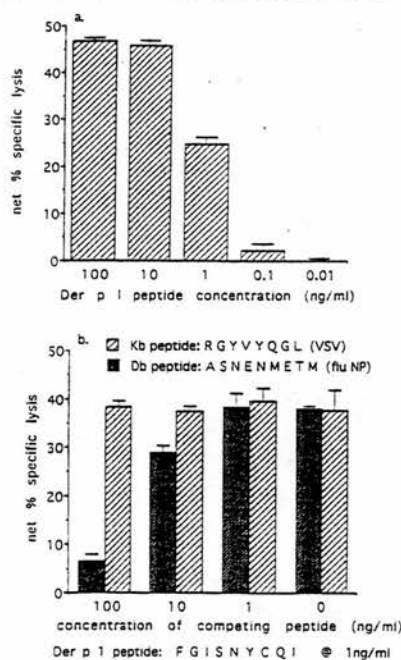 a.
50
40
30
20
10
0
net % specific lysis
100 10 1 0.1 0.01
Der p I peptide concentration (ng/ml)
b.
Kb peptide: R G Y V Y Q G L (VSV)
Db peptide: A S N E N M E T M (flu NP)
50
40
30
20
10
0
net % specific lysis
100 10 1 0
concentration of competing peptide (ng/ml)
Der p 1 peptide: F G I S N Y C Q I @ 1ng/ml